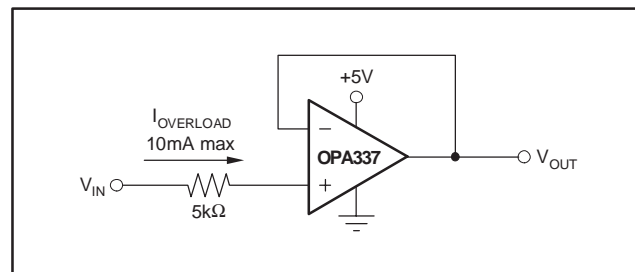 +5V
I_OVERLOAD
10mA max
−
OPA337
V_OUT
V_IN
+
5kΩ